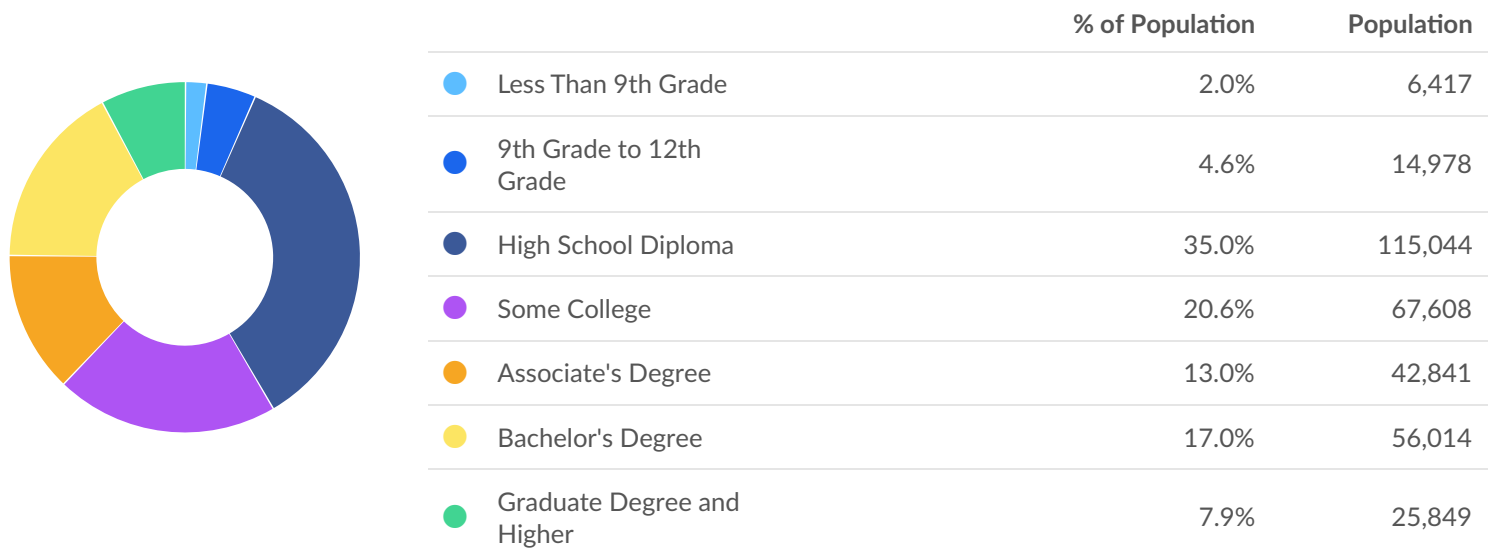 % of Population Population
Less Than 9th Grade 2.0% 6,417
9th Grade to 12th
Grade 4.6% 14,978
High School Diploma 35.0% 115,044
Some College 20.6% 67,608
Associate's Degree 13.0% 42,841
Bachelor's Degree 17.0% 56,014
Graduate Degree and
Higher 7.9% 25,849